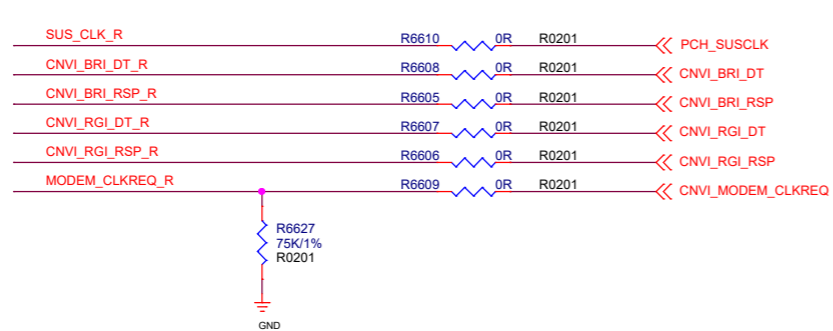 SUS_CLK_R R6610 0R R0201 PCH_SUSCLK
CNVI_BRI_DT_R R6608 0R R0201 CNVI_BRI_DT
CNVI_BRI_RSP_R R6605 0R R0201 CNVI_BRI_RSP
CNVI_RGI_DT_R R6607 0R R0201 CNVI_RGI_DT
CNVI_RGI_RSP_R R6606 0R R0201 CNVI_RGI_RSP
MODEM_CLKREQ_R R6609 0R R0201 CNVI_MODEM_CLKREQ
R6627
75K/1%
R0201
GND